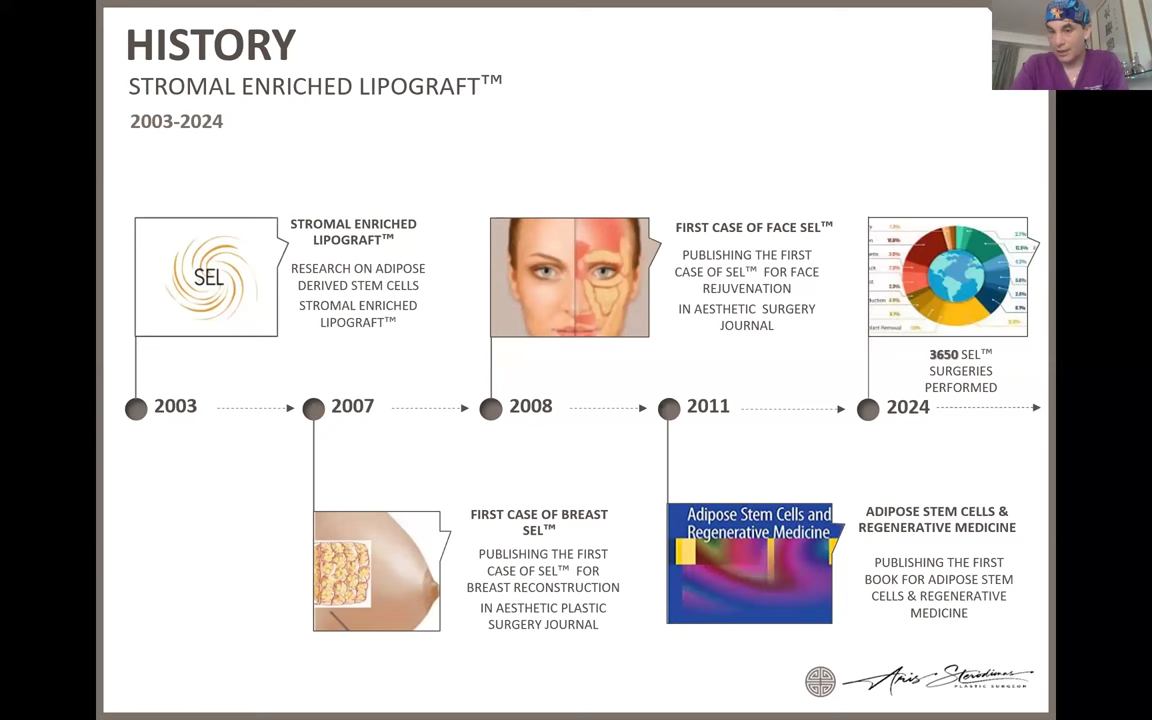 HISTORY
STROMAL ENRICHED LIPOGRAFT™
2003-2024
SEL
STROMAL ENRICHED
LIPOGRAFT™
RESEARCH ON ADIPOSE
DERIVED STEM CELLS
STROMAL ENRICHED
LIPOGRAFT™
FIRST CASE OF FACE SEL™
PUBLISHING THE FIRST
CASE OF SEL™ FOR FACE
REJUVENATION
IN AESTHETIC SURGERY
JOURNAL
3650 SEL™
SURGERIES
PERFORMED
2003
2007
2008
2011
2024
FIRST CASE OF BREAST
SEL™
PUBLISHING THE FIRST
CASE OF SEL™ FOR
BREAST RECONSTRUCTION
IN AESTHETIC PLASTIC
SURGERY JOURNAL
Adipose Stem Cells and
Regenerative Medicine
ADIPOSE STEM CELLS &
REGENERATIVE MEDICINE
PUBLISHING THE FIRST
BOOK FOR ADIPOSE STEM
CELLS & REGENERATIVE
MEDICINE
Aris Sterodimas
PLASTIC SURGEON